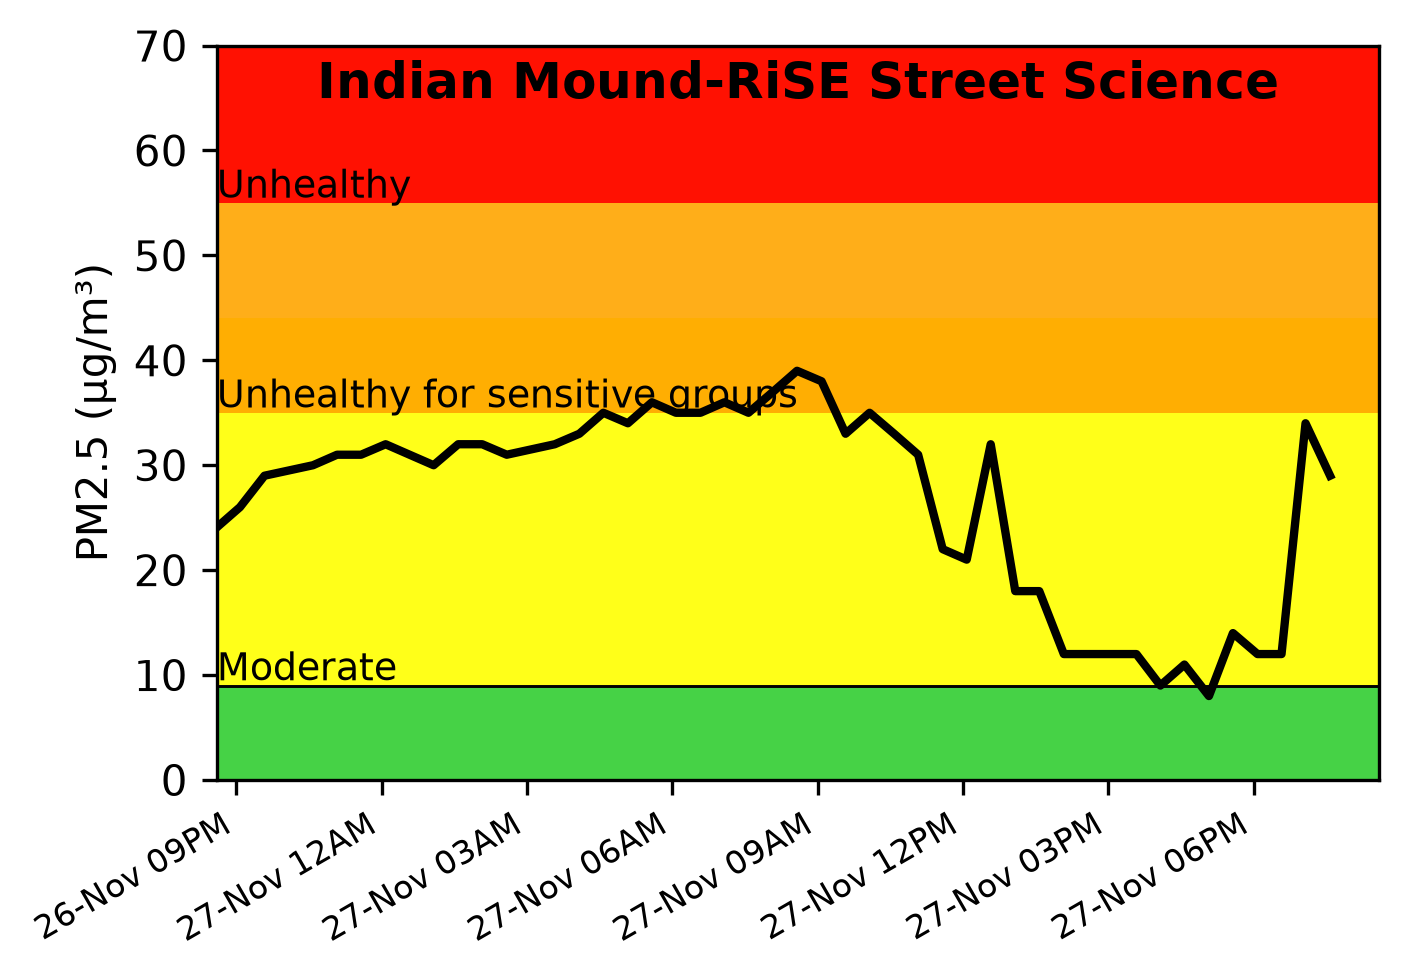 Indian Mound-RiSE Street Science
PM2.5 (μg/m³)
70
60
50
40
30
20
10
0
Unhealthy
Unhealthy for sensitive groups
Moderate
26-Nov 09PM
27-Nov 12AM
27-Nov 03AM
27-Nov 06AM
27-Nov 09AM
27-Nov 12PM
27-Nov 03PM
27-Nov 06PM